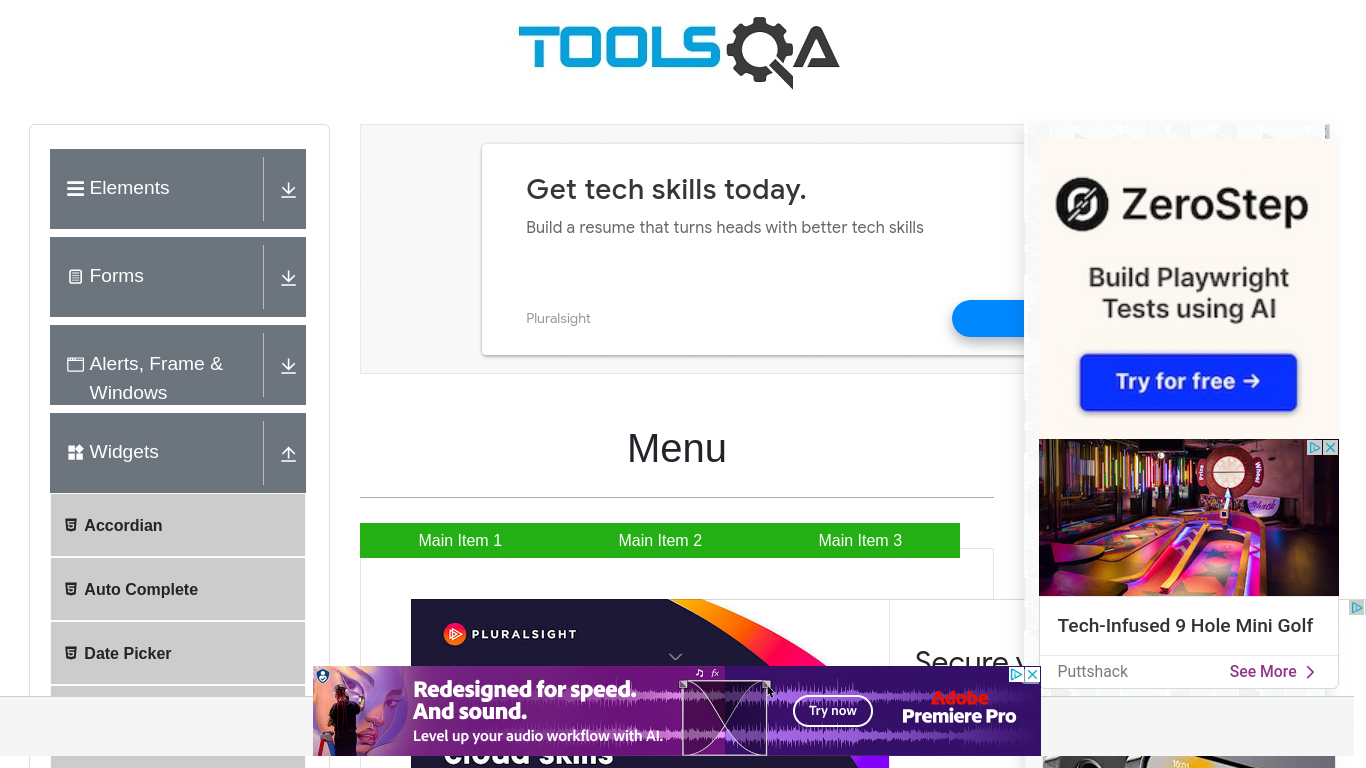 TOOLSQA
Elements
Forms
Alerts, Frame &
Windows
Widgets
Accordian
Auto Complete
Date Picker
Get tech skills today.
Build a resume that turns heads with better tech skills
Pluralsight
Menu
Main Item 1
Main Item 2
Main Item 3
PLURALSIGHT
Secure y
cloud skills
ZeroStep
Build Playwright
Tests using AI
Try for free →
Tech-Infused 9 Hole Mini Golf
Puttshack
See More
Redesigned for speed.
And sound.
Level up your audio workflow with AI.
fx
Try now
Adobe
Premiere Pro